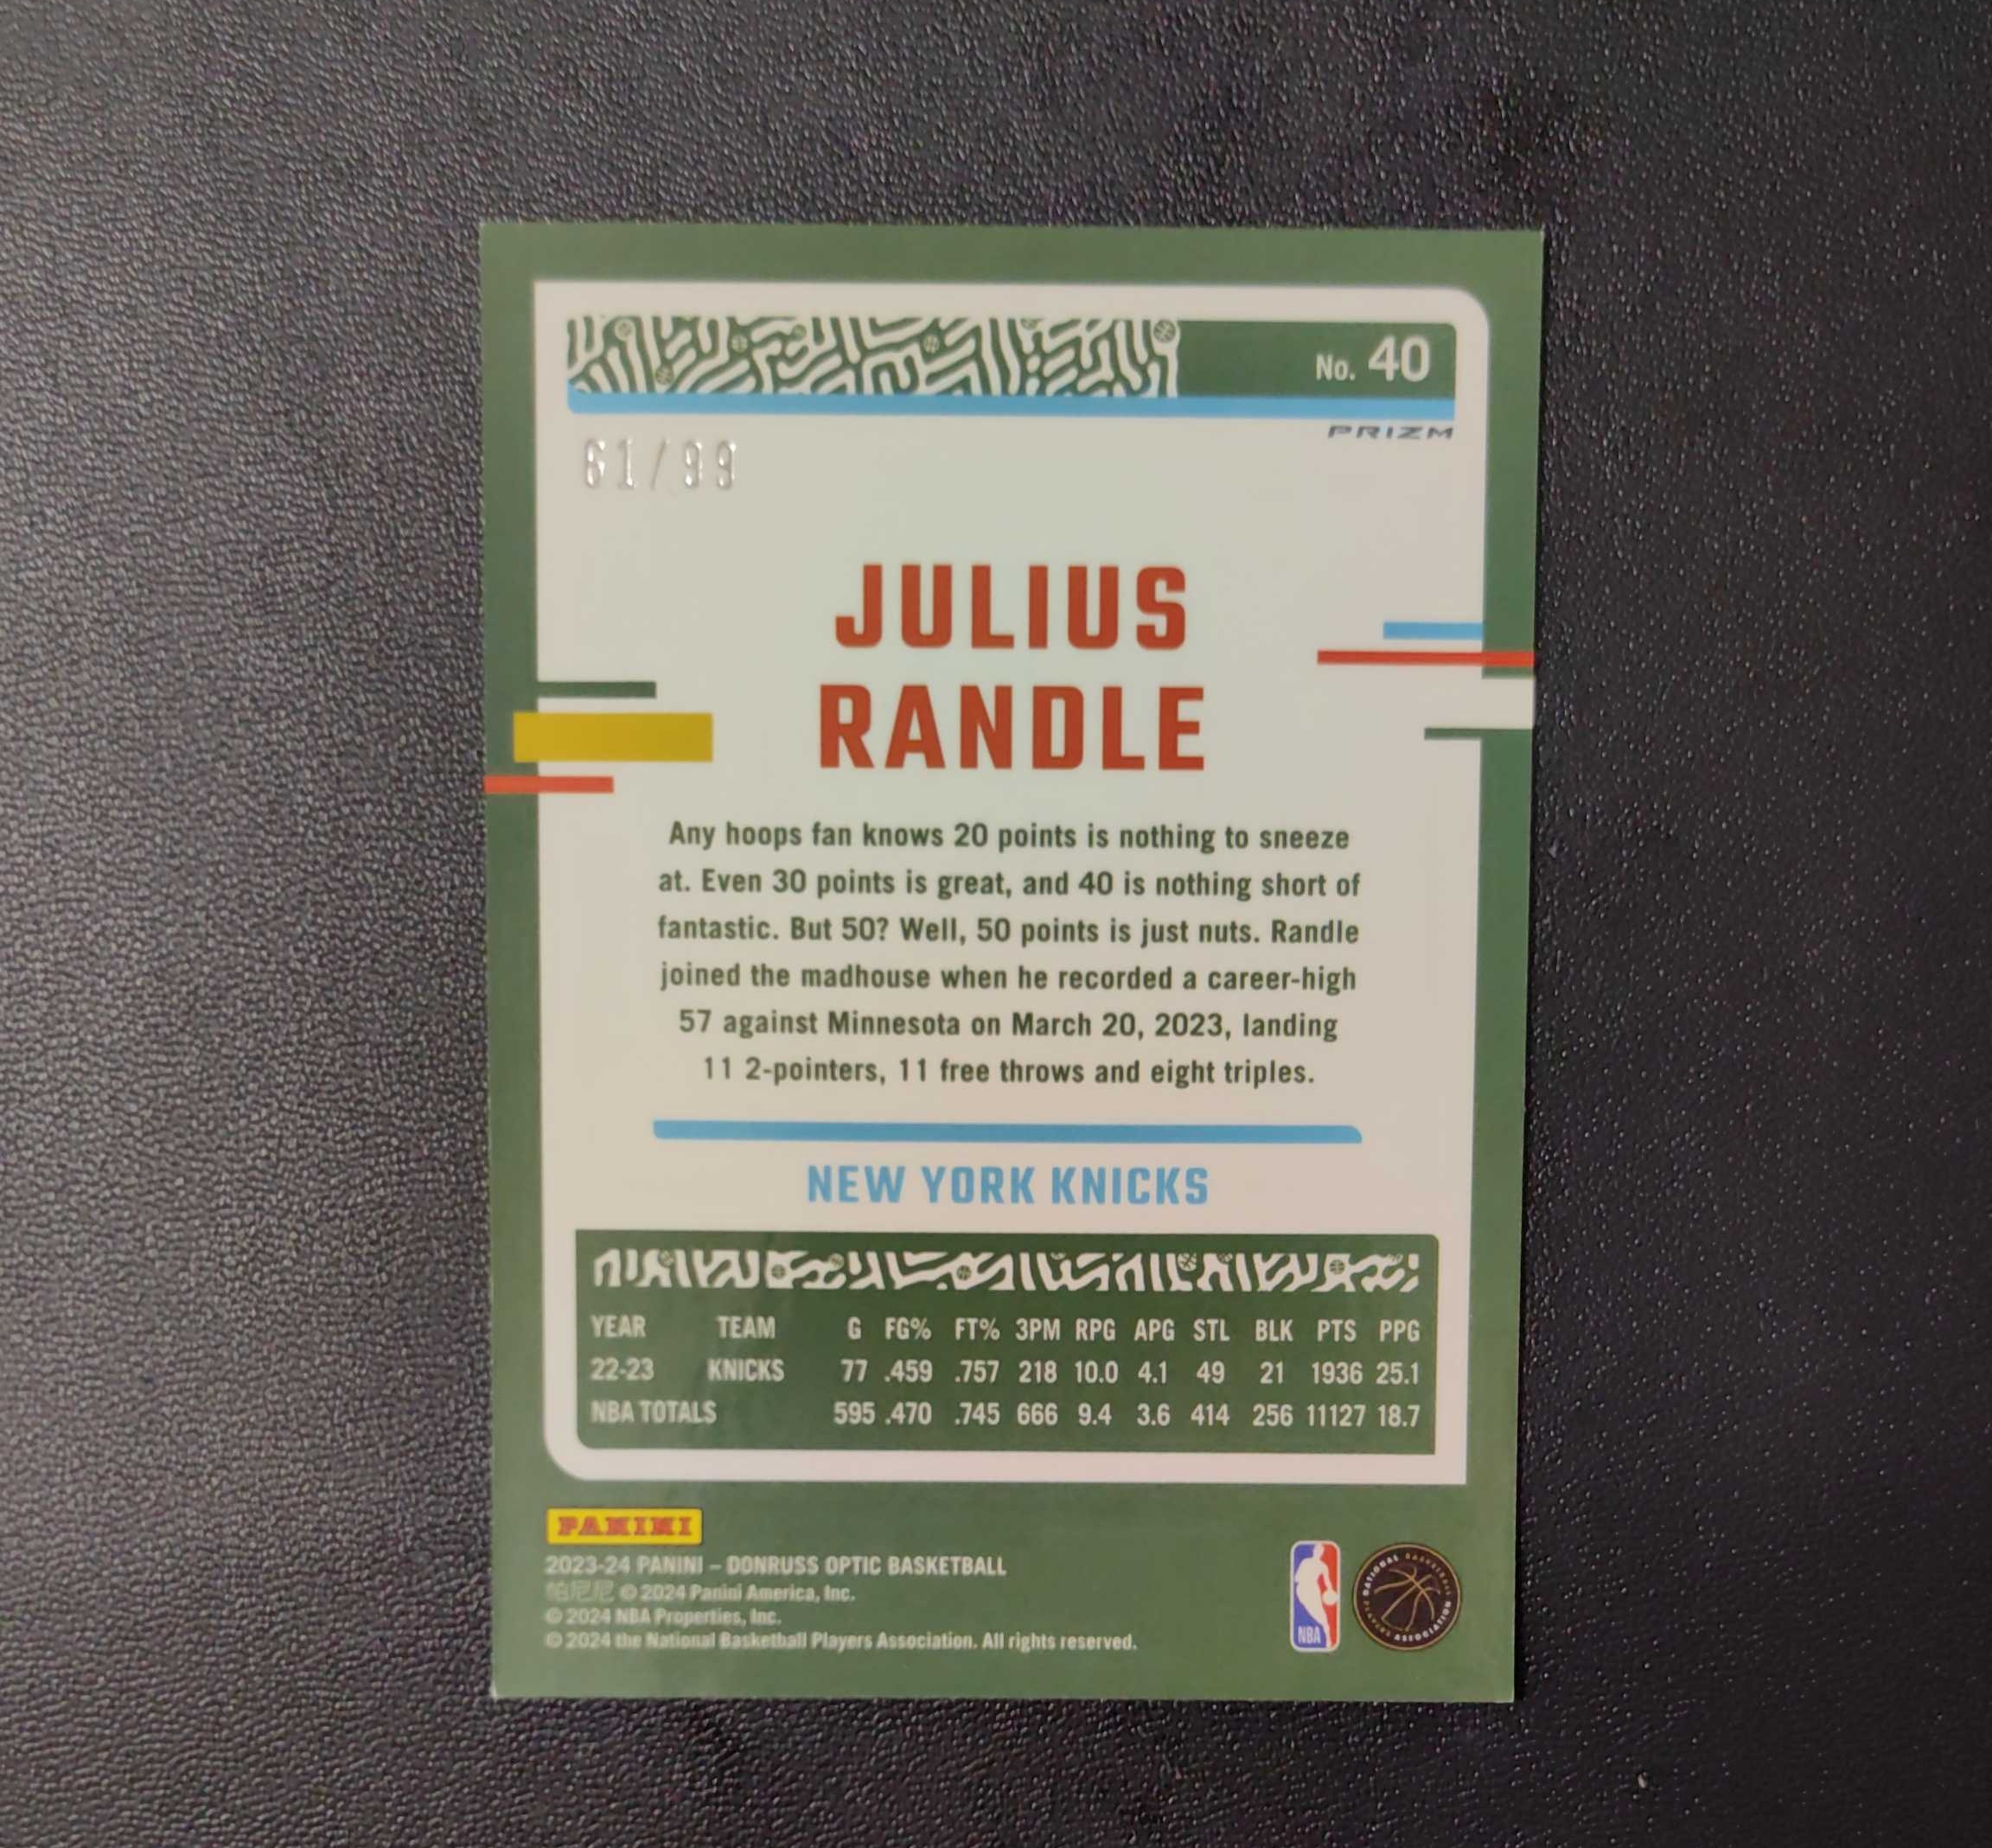 No. 40
PRIZM
61/99
JULIUS
RANDLE
Any hoops fan knows 20 points is nothing to sneeze
at. Even 30 points is great, and 40 is nothing short of
fantastic. But 50? Well, 50 points is just nuts. Randle
joined the madhouse when he recorded a career-high
57 against Minnesota on March 20, 2023, landing
11 2-pointers, 11 free throws and eight triples.
NEW YORK KNICKS
YEAR TEAM G FG% FT% 3PM RPG APG STL BLK PTS PPG
22-23 KNICKS 77 .459 .757 218 10.0 4.1 49 21 1936 25.1
NBA TOTALS 595 .470 .745 666 9.4 3.6 414 256 11127 18.7
PANINI
2023-24 PANINI – DONRUSS OPTIC BASKETBALL
帕尼尼 © 2024 Panini America, Inc.
© 2024 NBA Properties, Inc.
© 2024 the National Basketball Players Association. All rights reserved.
NBA
NATIONAL BASKETBALL PLAYERS ASSOCIATION